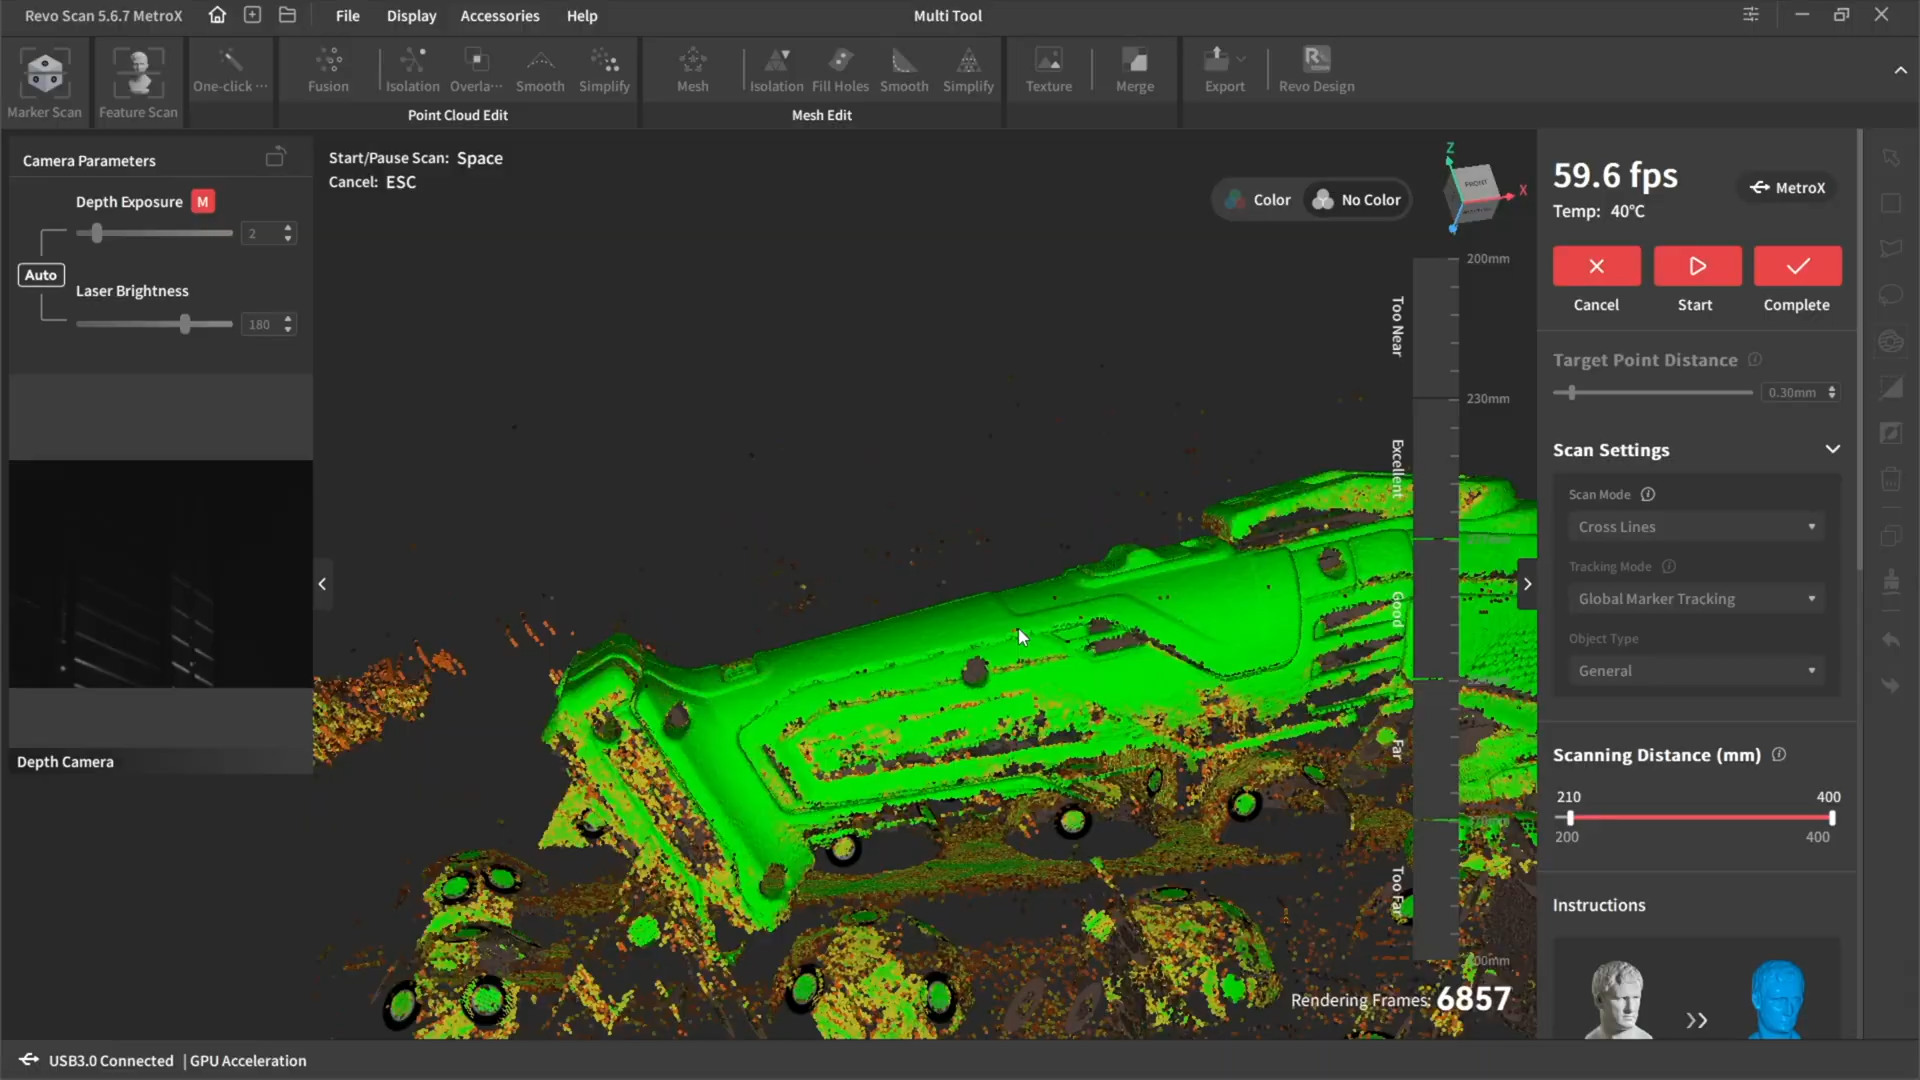 Revo Scan 5.6.7 MetroX
File
Display
Accessories
Help
Multi Tool
Marker Scan
Feature Scan
One-click ···
Fusion
Isolation
Overla···
Smooth
Simplify
Point Cloud Edit
Mesh
Isolation
Fill Holes
Smooth
Simplify
Mesh Edit
Texture
Merge
Export
Revo Design
Camera Parameters
Depth Exposure M
2
Auto
Laser Brightness
180
Depth Camera
Start/Pause Scan: Space
Cancel: ESC
Color
No Color
Z
FRONT
X
200mm
Too Near
230mm
Excellent
Good
Far
Too Far
Rendering Frames: 6857
59.6 fps
MetroX
Temp: 40℃
Cancel
Start
Complete
Target Point Distance
0.30mm
Scan Settings
Scan Mode
Cross Lines
Tracking Mode
Global Marker Tracking
Object Type
General
Scanning Distance (mm)
210
400
200
400
Instructions
USB3.0 Connected | GPU Acceleration